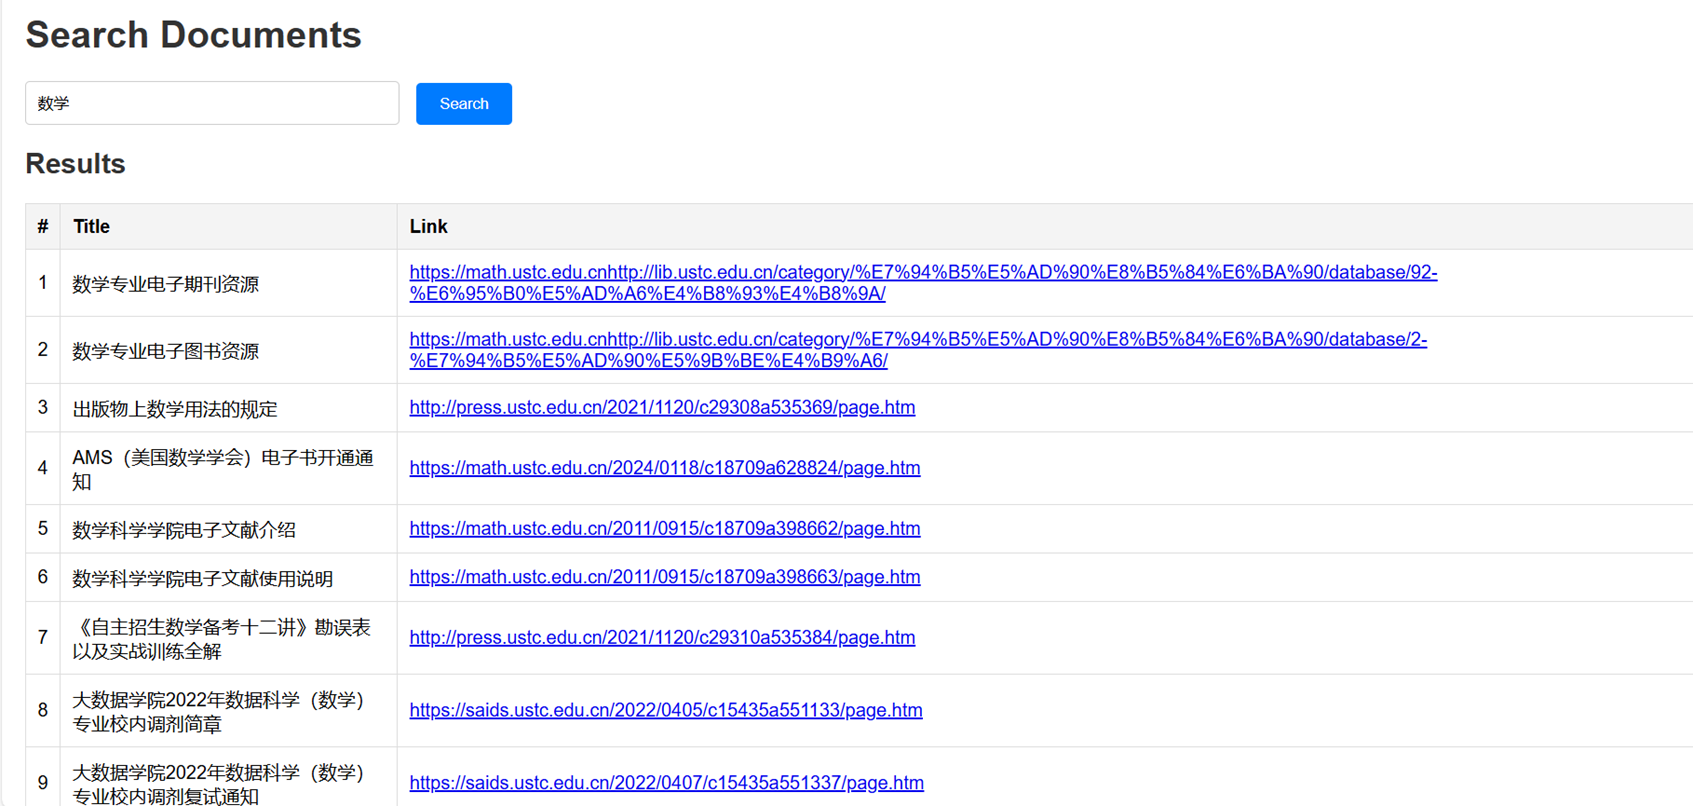 Search Documents
数学
Search
Results
# Title Link
1 数学专业电子期刊资源 https://math.ustc.edu.cnhttp://lib.ustc.edu.cn/category/%E7%94%B5%E5%AD%90%E8%B5%84%E6%BA%90/database/92-
%E6%95%B0%E5%AD%A6%E4%B8%93%E4%B8%9A/
2 数学专业电子图书资源 https://math.ustc.edu.cnhttp://lib.ustc.edu.cn/category/%E7%94%B5%E5%AD%90%E8%B5%84%E6%BA%90/database/2-
%E7%94%B5%E5%AD%90%E5%9B%BE%E4%B9%A6/
3 出版物上数学用法的规定 http://press.ustc.edu.cn/2021/1120/c29308a535369/page.htm
4 AMS（美国数学学会）电子书开通通
知 https://math.ustc.edu.cn/2024/0118/c18709a628824/page.htm
5 数学科学学院电子文献介绍 https://math.ustc.edu.cn/2011/0915/c18709a398662/page.htm
6 数学科学学院电子文献使用说明 https://math.ustc.edu.cn/2011/0915/c18709a398663/page.htm
7 《自主招生数学备考十二讲》勘误表
以及实战训练全解 http://press.ustc.edu.cn/2021/1120/c29310a535384/page.htm
8 大数据学院2022年数据科学（数学）
专业校内调剂简章 https://saids.ustc.edu.cn/2022/0405/c15435a551133/page.htm
9 大数据学院2022年数据科学（数学）
专业校内调剂复试通知 https://saids.ustc.edu.cn/2022/0407/c15435a551337/page.htm